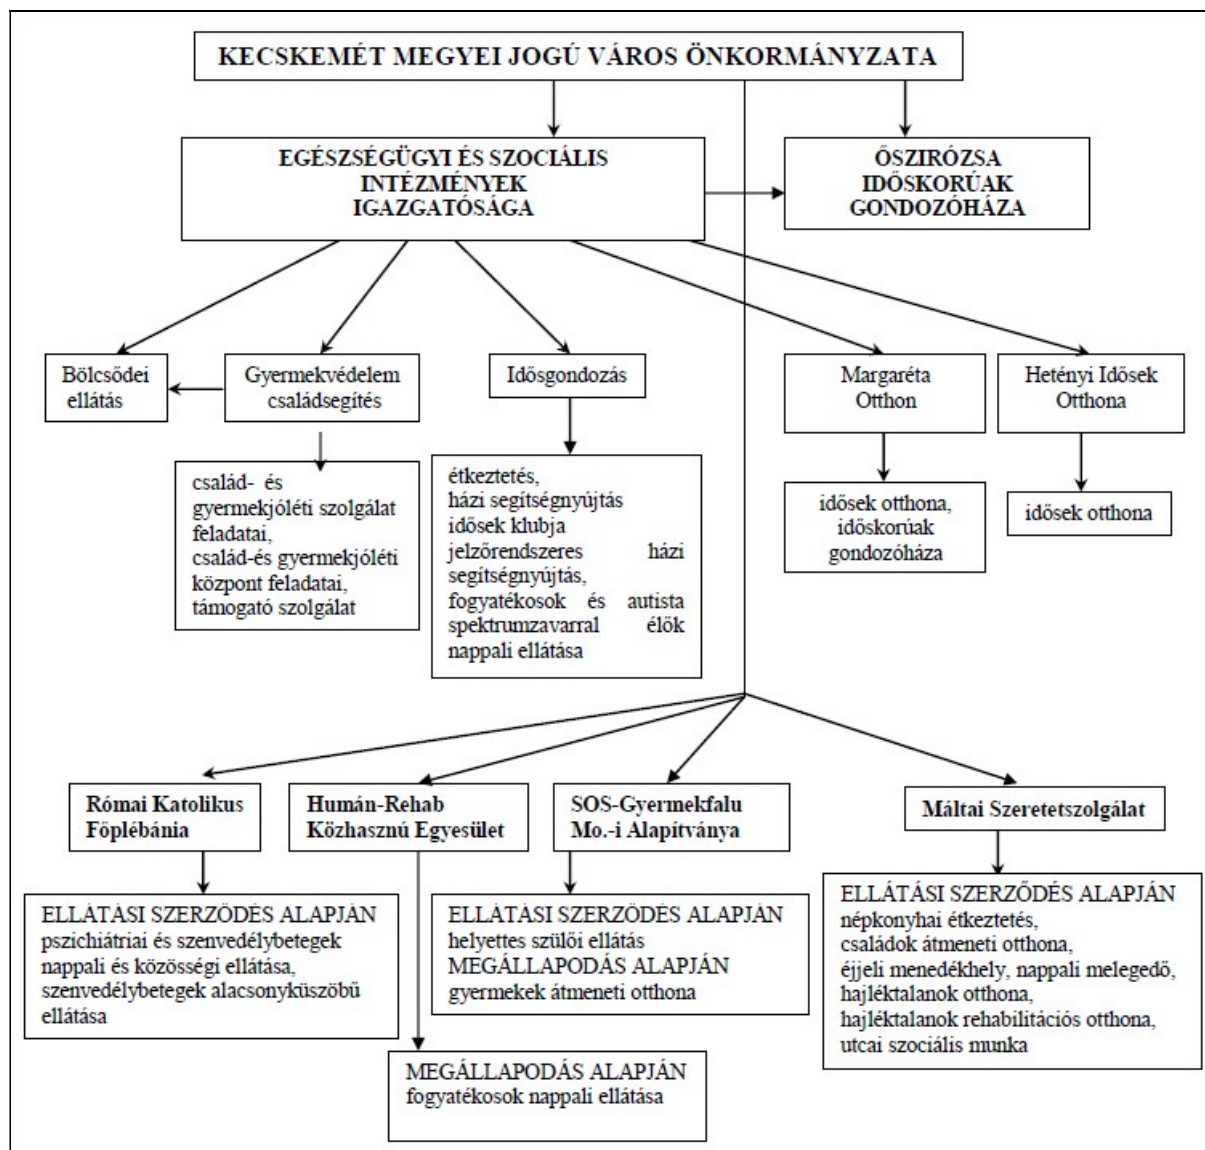 KECSKEMÉT MEGYEI JOGÚ VÁROS ÖNKORMÁNYZATA
EGÉSZSÉGÜGYI ÉS SZOCIÁLIS
INTÉZMÉNYEK
IGAZGATÓSÁGA
ŐSZIRÓZSA
IDŐSKORÚAK
GONDOZÓHÁZA
Bölcsődei
ellátás
Gyermekvédelem
családsegítés
Idősgondozás
Margaréta
Otthon
Hetényi Idősek
Otthona
család- és
gyermekjóléti szolgálat
feladatai,
család-és gyermekjóléti
központ feladatai,
támogató szolgálat
étkeztetés,
házi segítségnyújtás
idősek klubja
jelzőrendszeres házi
segítségnyújtás,
fogyatékosok és autista
spektrumzavarral élők
nappali ellátása
idősek otthona,
időskorúak
gondozóháza
idősek otthona
Római Katolikus
Főplébánia
Humán-Rehab
Közhasznú Egyesület
SOS-Gyermekfalu
Mo.-i Alapítványa
Máltai Szeretetszolgálat
ELLÁTÁSI SZERZŐDÉS ALAPJÁN
pszichiátriai és szenvedélybetegek
nappali és közösségi ellátása,
szenvedélybetegek alacsonyküszöbű
ellátása
ELLÁTÁSI SZERZŐDÉS ALAPJÁN
helyettes szülői ellátás
MEGÁLLAPODÁS ALAPJÁN
gyermekek átmeneti otthona
ELLÁTÁSI SZERZŐDÉS ALAPJÁN
népkonyhai étkeztetés,
családok átmeneti otthona,
éjjeli menedékhely, nappali melegedő,
hajléktalanok otthona,
hajléktalanok rehabilitációs otthona,
utcai szociális munka
MEGÁLLAPODÁS ALAPJÁN
fogyatékosok nappali ellátása